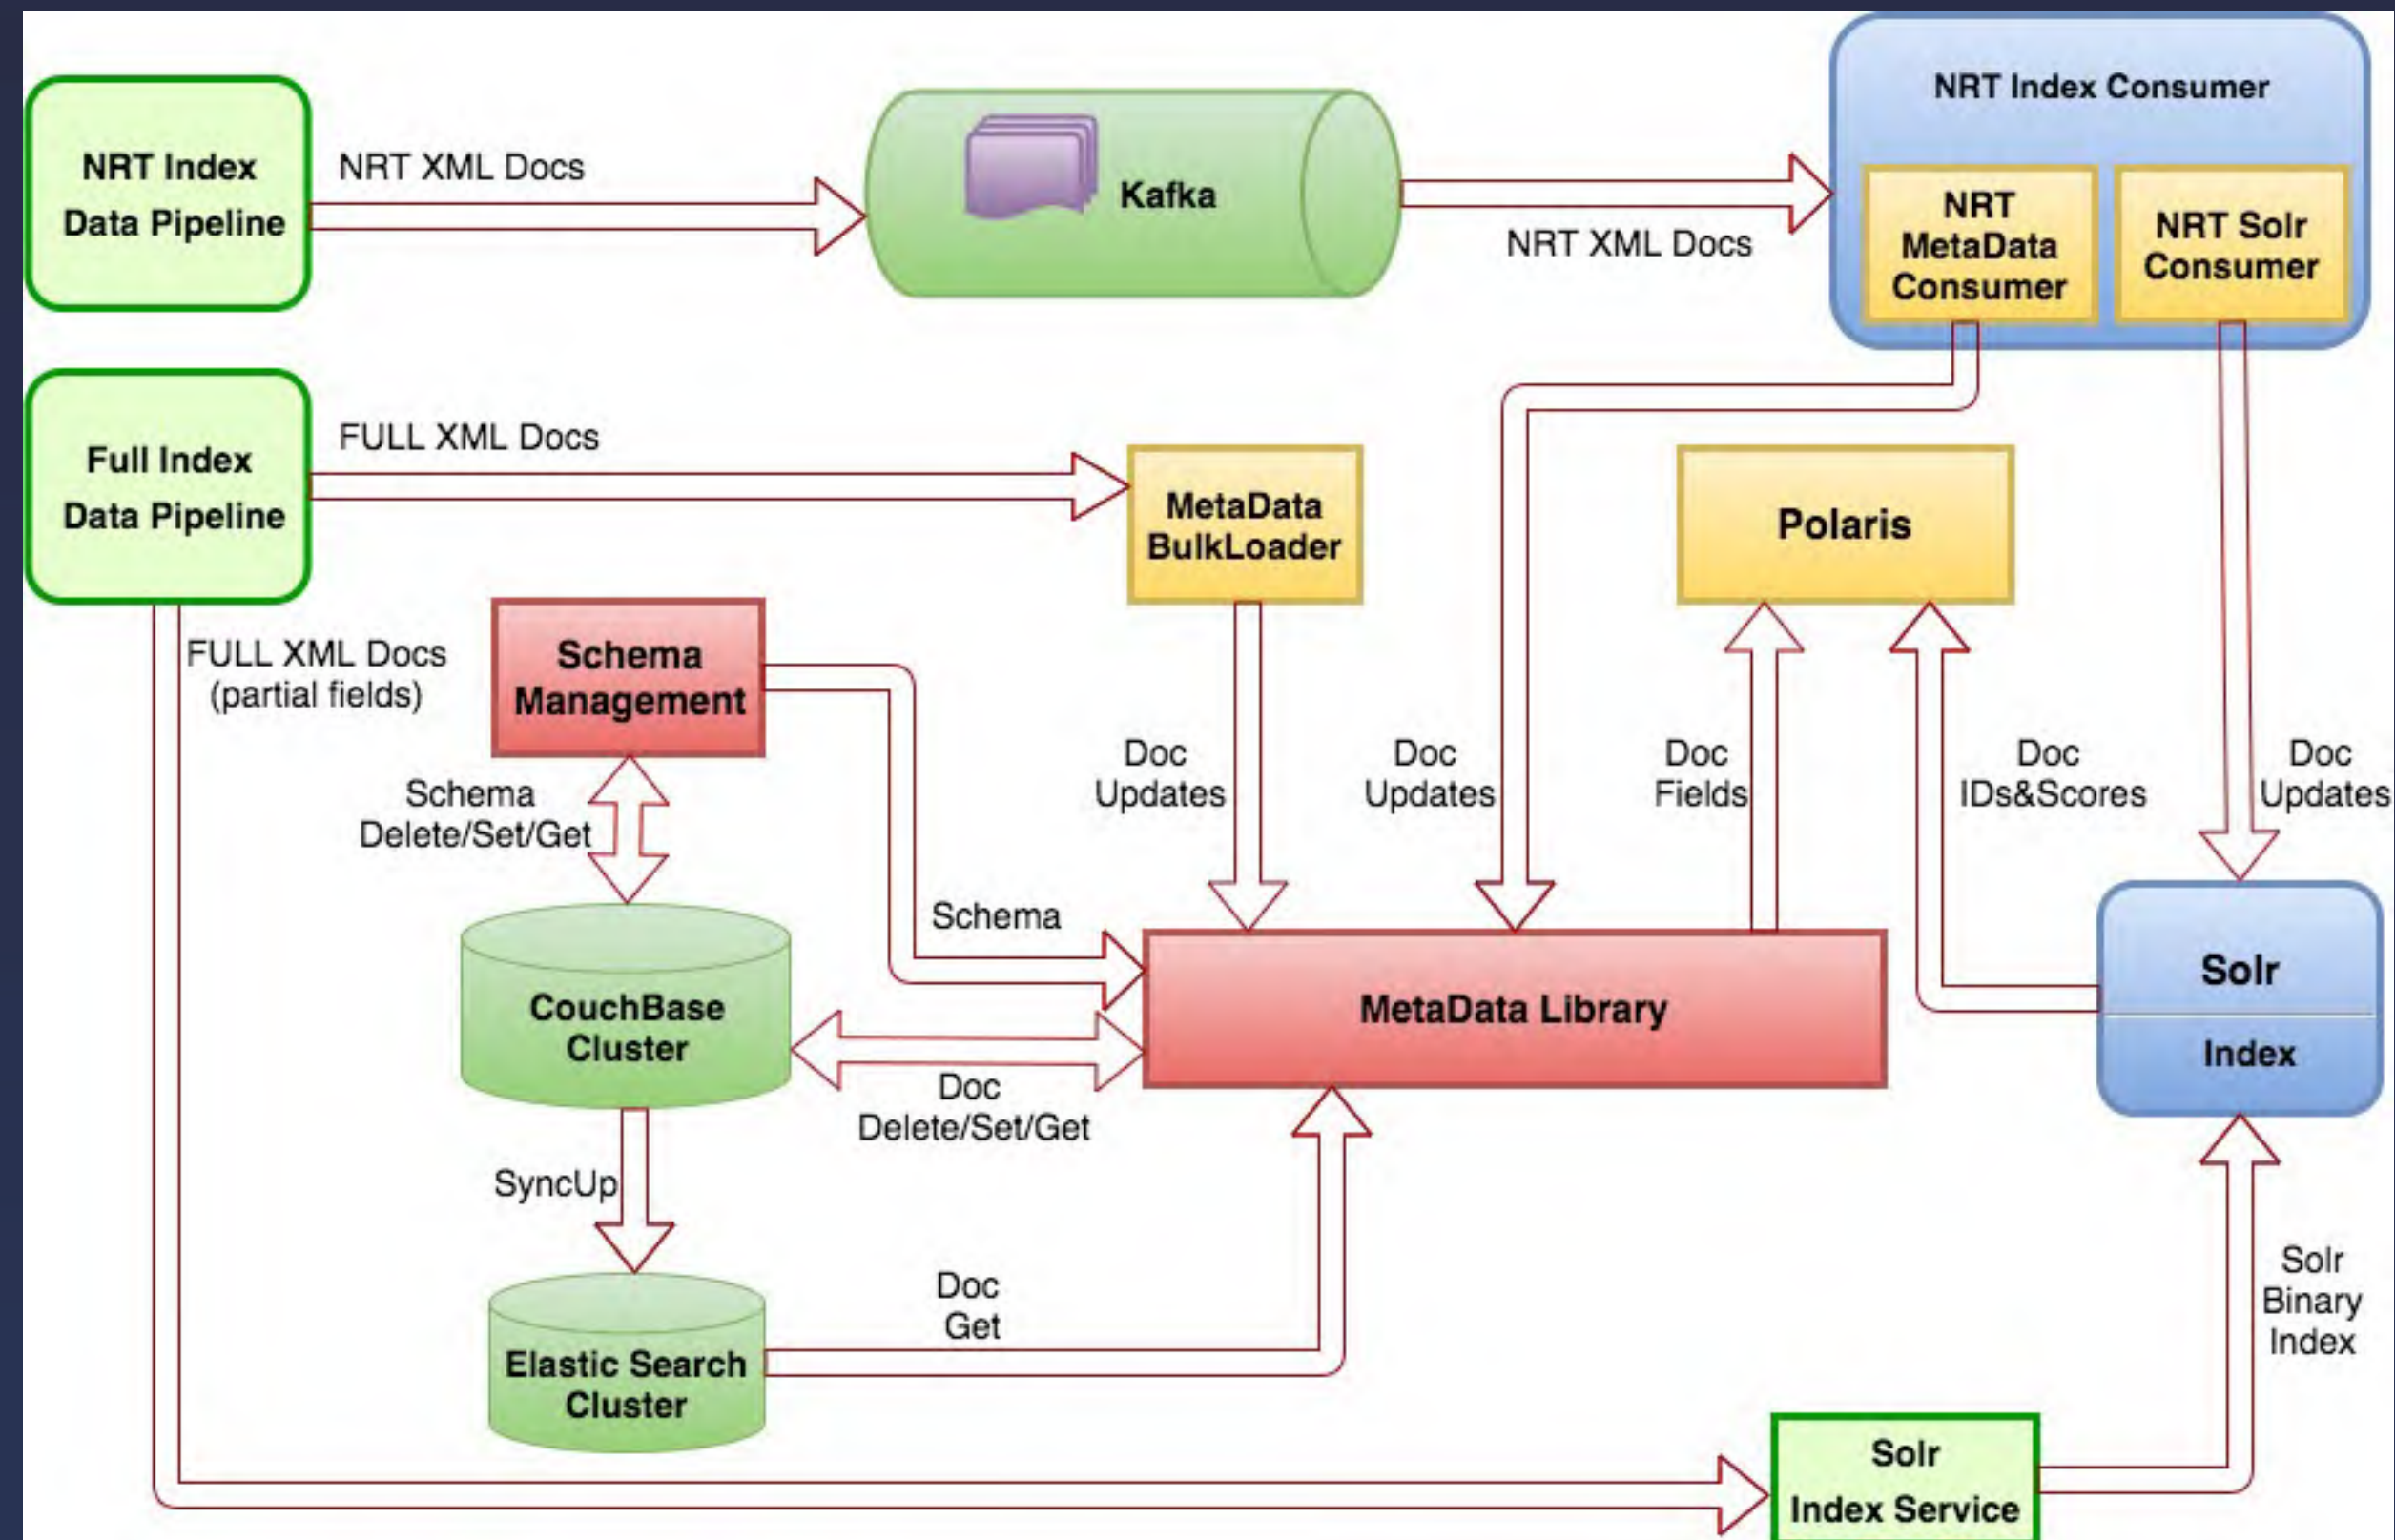 NRT Index
Data Pipeline
NRT XML Docs
Kafka
NRT XML Docs
NRT Index Consumer
NRT
MetaData
Consumer
NRT Solr
Consumer
Full Index
Data Pipeline
FULL XML Docs
MetaData
BulkLoader
Polaris
FULL XML Docs
(partial fields)
Schema
Management
Schema
Delete/Set/Get
Doc
Updates
Doc
Updates
Doc
Fields
Doc
IDs&Scores
Doc
Updates
Schema
CouchBase
Cluster
MetaData Library
Solr
Index
Doc
Delete/Set/Get
SyncUp
Doc
Get
Elastic Search
Cluster
Solr
Binary
Index
Solr
Index Service